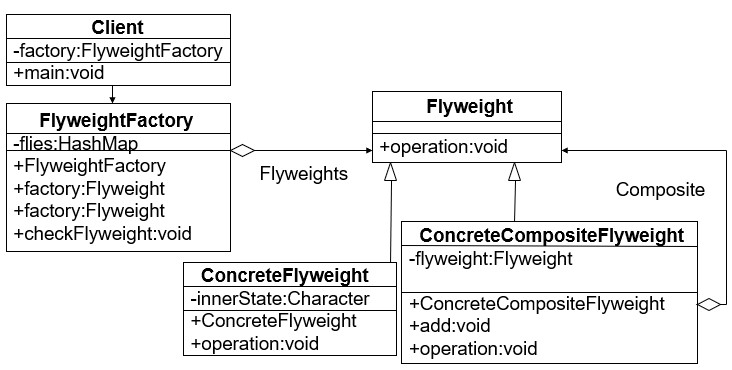 Client
-factory:FlyweightFactory
+main:void
FlyweightFactory
-flies:HashMap
+FlyweightFactory
+factory:Flyweight
+factory:Flyweight
+checkFlyweight:void
Flyweights
Flyweight
+operation:void
Composite
ConcreteFlyweight
-innerState:Character
+ConcreteFlyweight
+operation:void
ConcreteCompositeFlyweight
-flyweight:Flyweight
+ConcreteCompositeFlyweight
+add:void
+operation:void